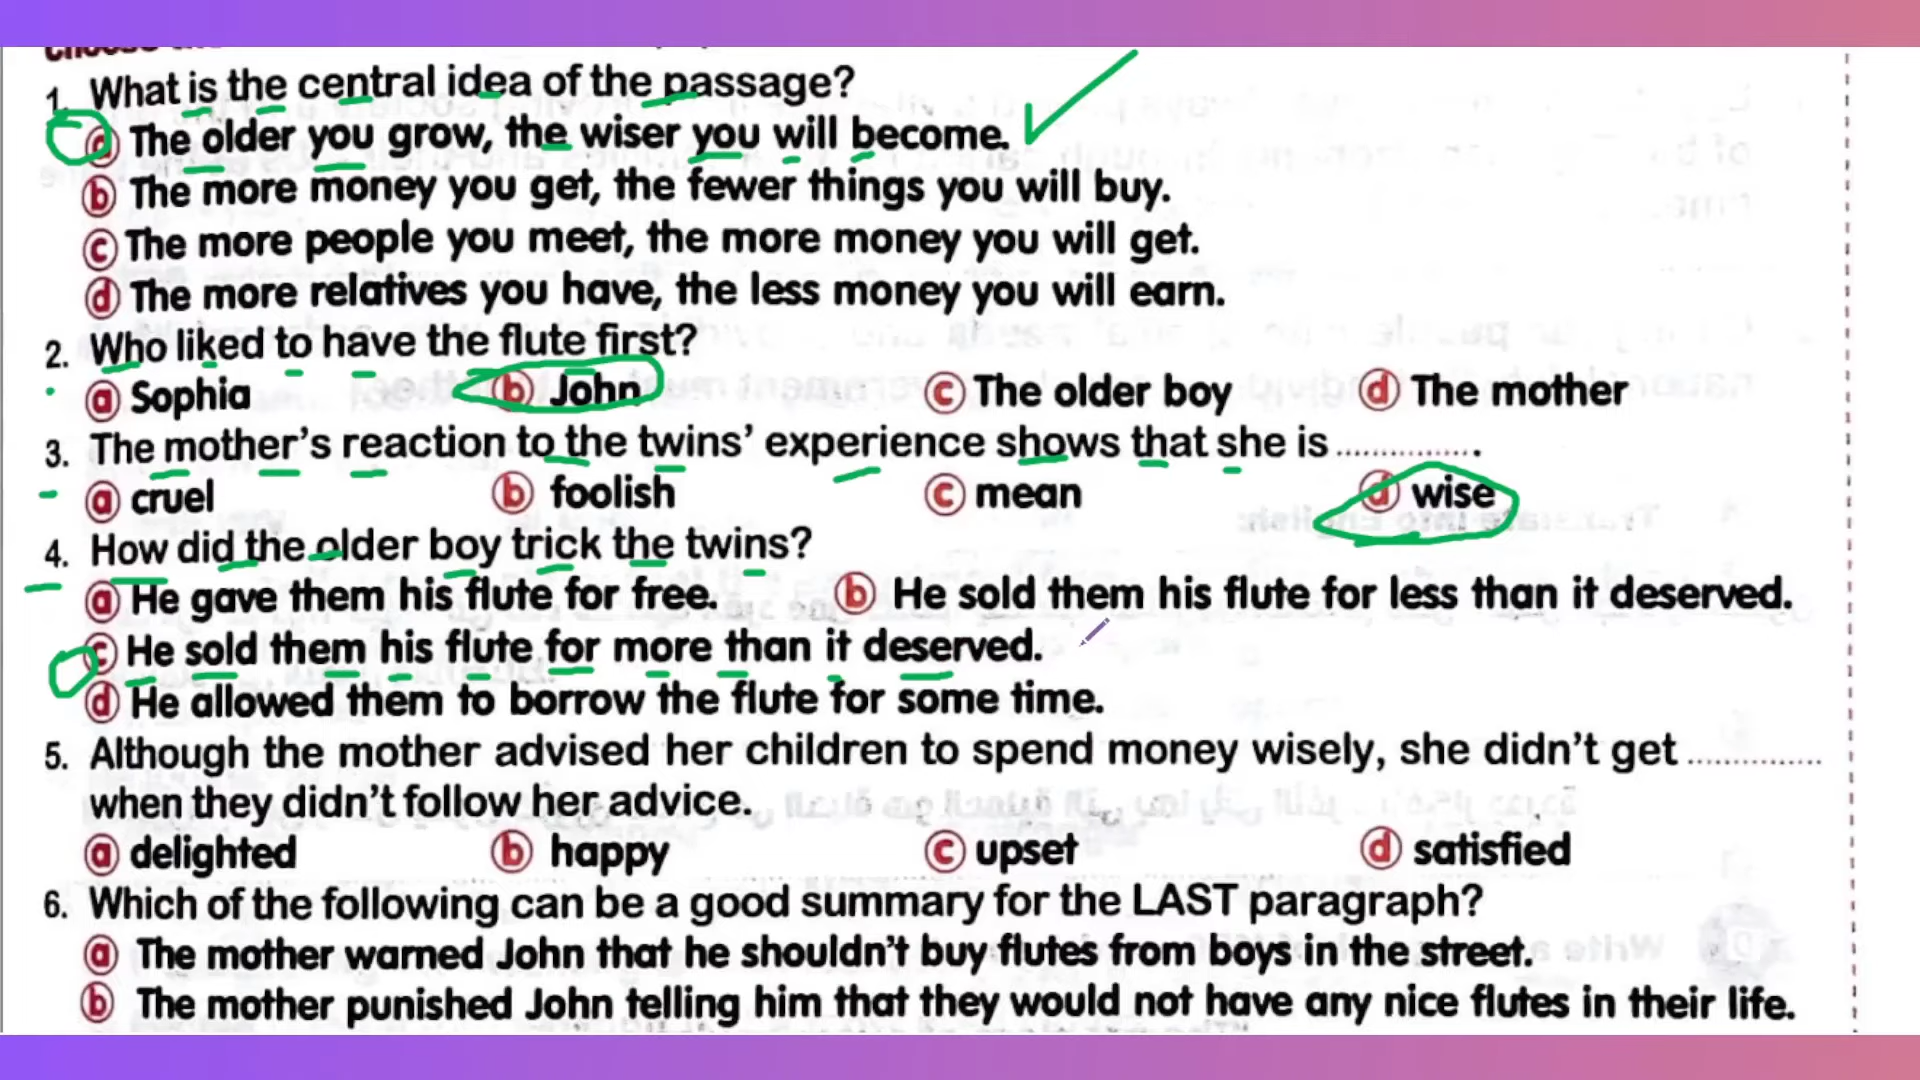 1. What is the central idea of the passage?
ⓐ The older you grow, the wiser you will become.
ⓑ The more money you get, the fewer things you will buy.
ⓒ The more people you meet, the more money you will get.
ⓓ The more relatives you have, the less money you will earn.
2. Who liked to have the flute first?
ⓐ Sophia ⓑ John ⓒ The older boy ⓓ The mother
3. The mother's reaction to the twins' experience shows that she is ...............
ⓐ cruel ⓑ foolish ⓒ mean ⓓ wise
4. How did the older boy trick the twins?
ⓐ He gave them his flute for free. ⓑ He sold them his flute for less than it deserved.
ⓒ He sold them his flute for more than it deserved.
ⓓ He allowed them to borrow the flute for some time.
5. Although the mother advised her children to spend money wisely, she didn't get ...............
when they didn't follow her advice.
ⓐ delighted ⓑ happy ⓒ upset ⓓ satisfied
6. Which of the following can be a good summary for the LAST paragraph?
ⓐ The mother warned John that he shouldn't buy flutes from boys in the street.
ⓑ The mother punished John telling him that they would not have any nice flutes in their life.